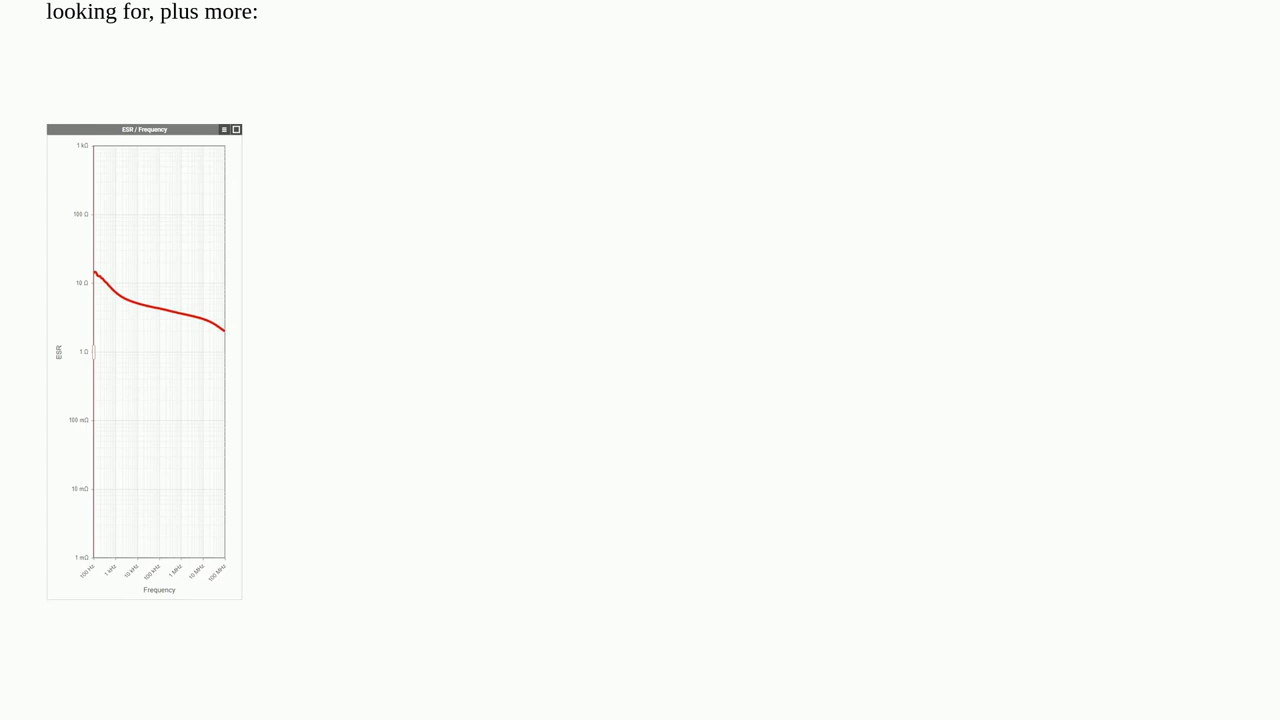 looking for, plus more:
ESR / Frequency
1 kΩ
100 Ω
10 Ω
1 Ω
100 mΩ
10 mΩ
1 mΩ
ESR
100 Hz
1 kHz
10 kHz
100 kHz
1 MHz
10 MHz
100 MHz
Frequency